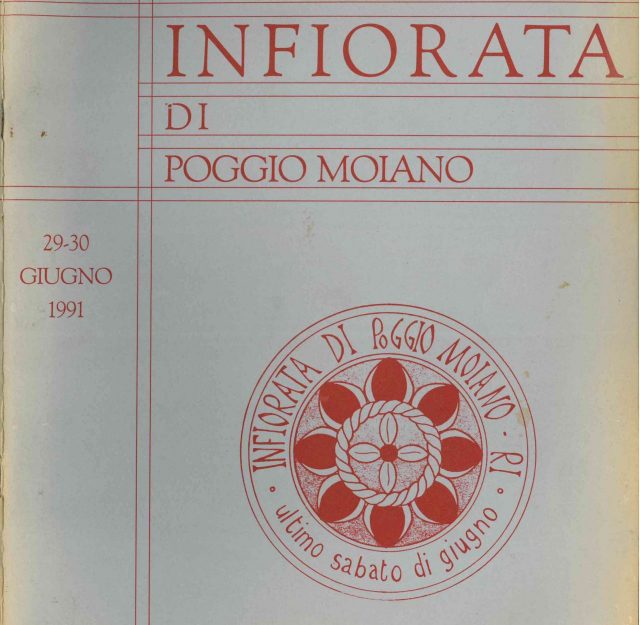 INFIORATA
DI
POGGIO MOIANO
29-30
GIUGNO
1991
INFIORATA DI POGGIO MOIANO - RI
• ultimo sabato di giugno •